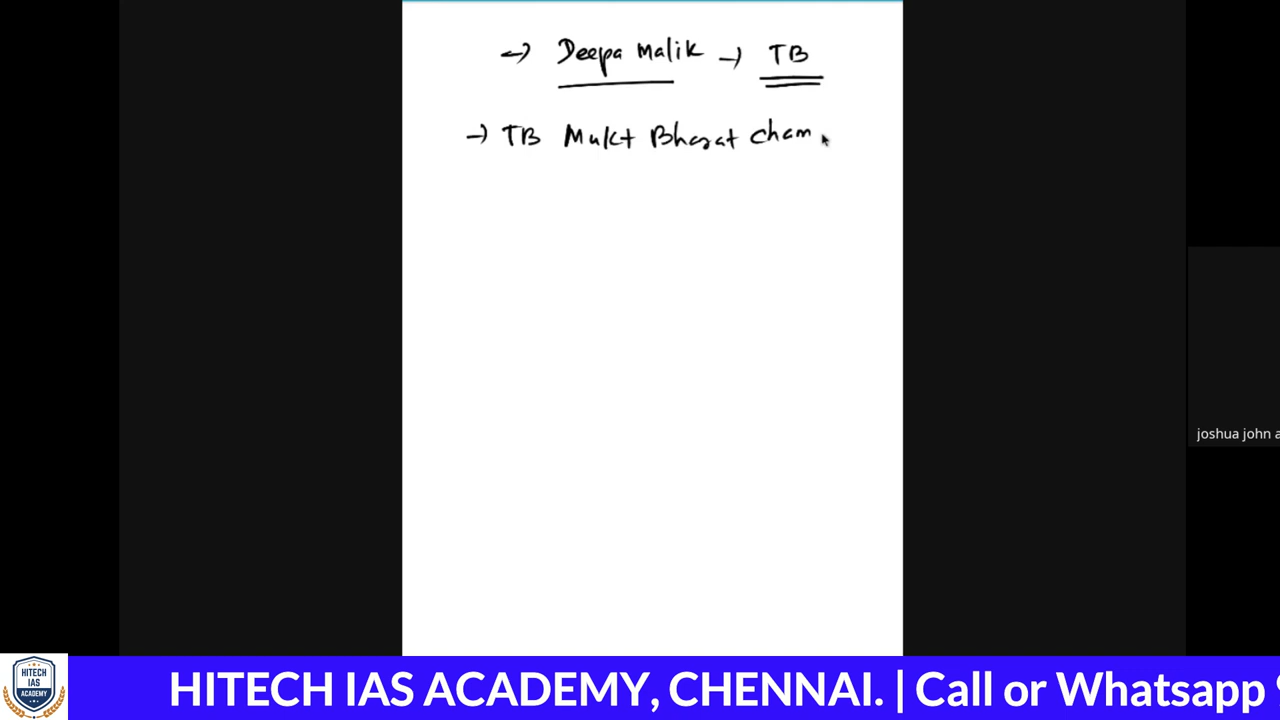 → Deepa Malik → TB
→ TB Mukt Bharat Cham
joshua john a
HITECH
IAS
ACADEMY
HITECH IAS ACADEMY, CHENNAI. | Call or Whatsapp 9